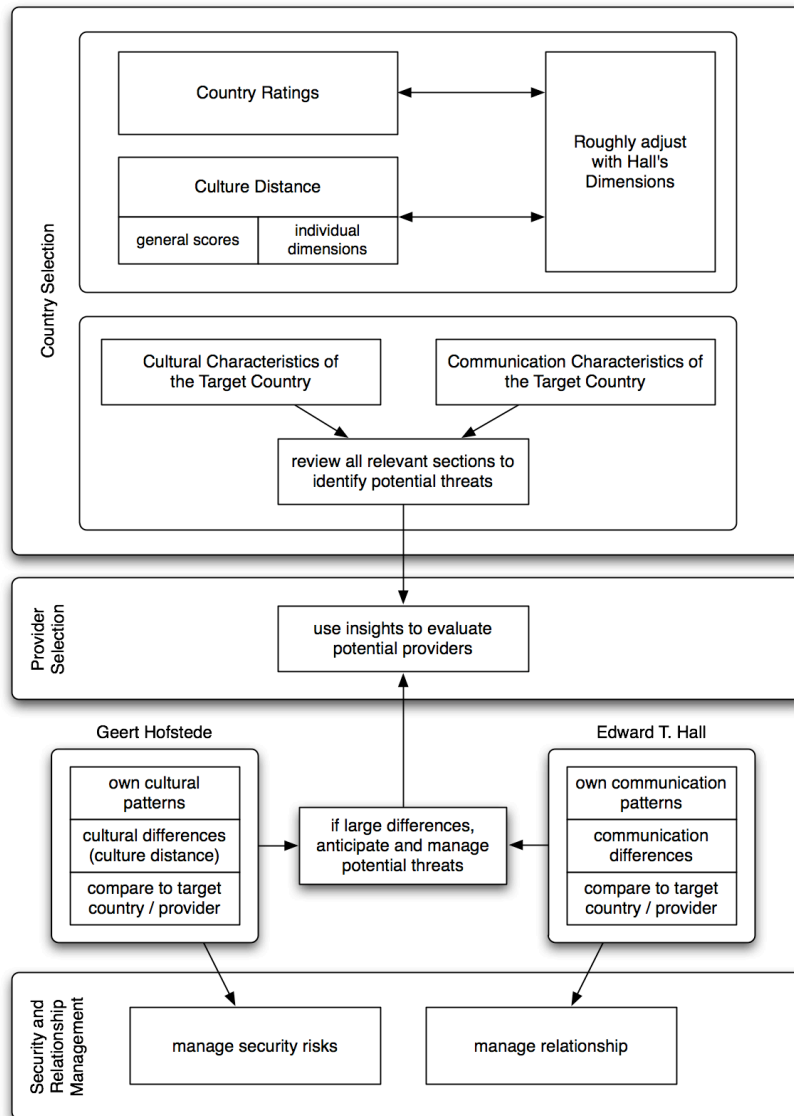 Country Selection
Country Ratings
Roughly adjust
with Hall's
Dimensions
Culture Distance
general scores
individual
dimensions
Cultural Characteristics of
the Target Country
Communication Characteristics of
the Target Country
review all relevant sections to
identify potential threats
Provider
Selection
use insights to evaluate
potential providers
Geert Hofstede
Edward T. Hall
own cultural
patterns
cultural differences
(culture distance)
compare to target
country / provider
if large differences,
anticipate and manage
potential threats
own communication
patterns
communication
differences
compare to target
country / provider
Security and
Relationship
Management
manage security risks
manage relationship